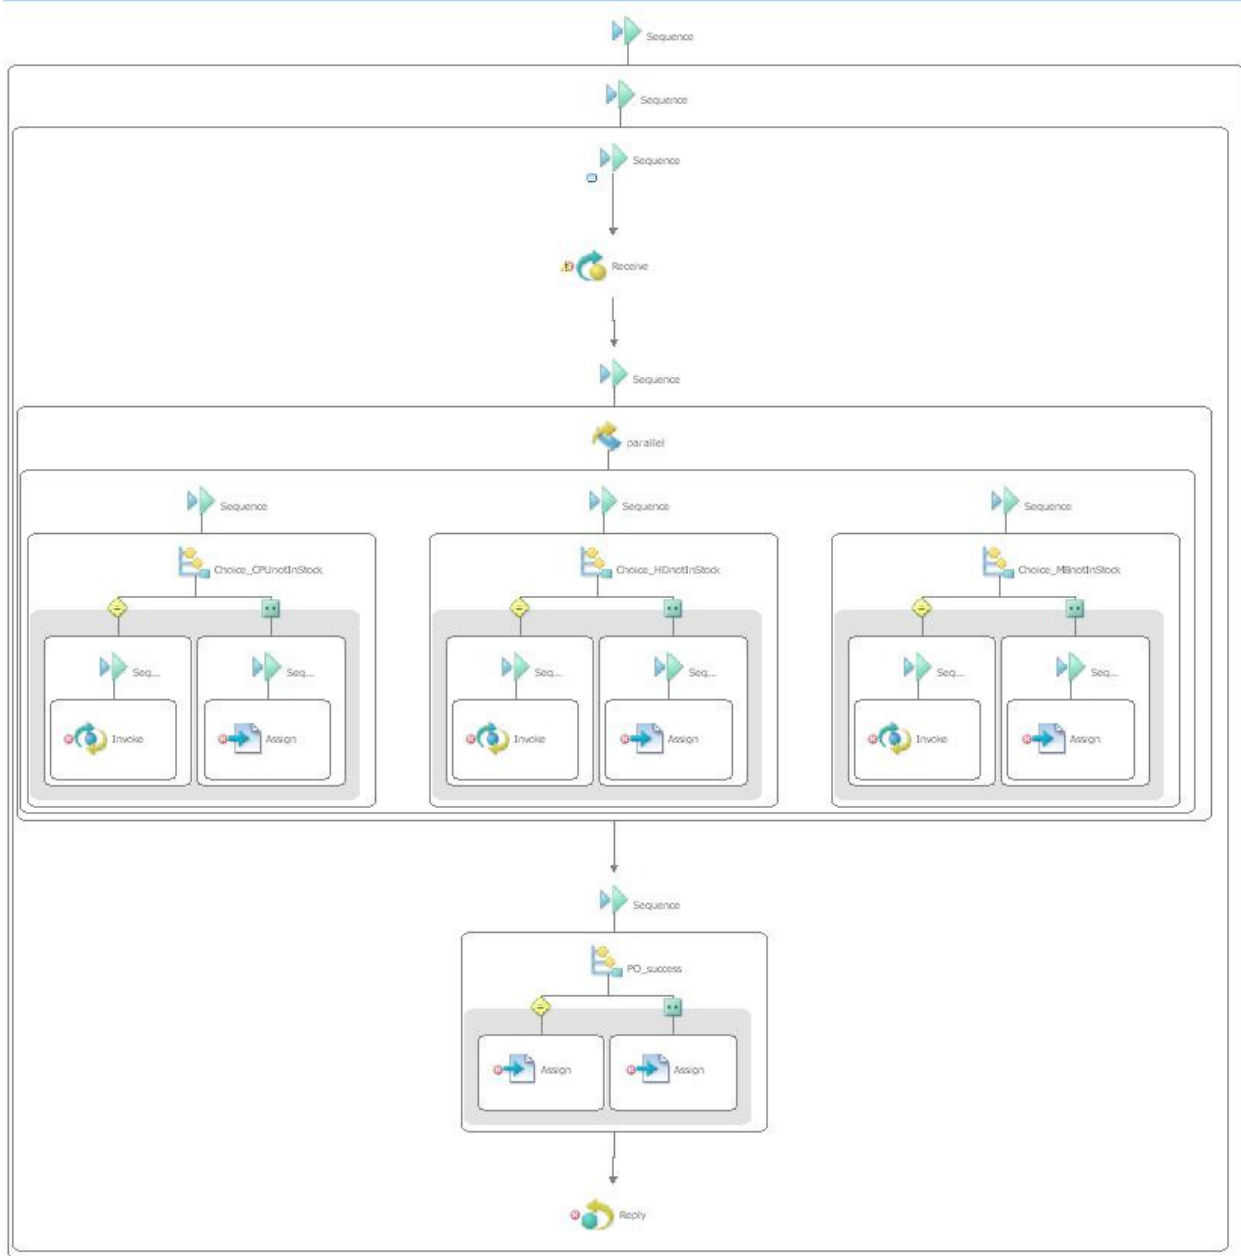 Sequence
Sequence
Sequence
Receive
Sequence
parallel
Sequence Sequence Sequence
Choice_CPUnotInStock Choice_HDnotInStock Choice_MBnotInStock
Seq... Seq... Seq... Seq... Seq... Seq...
Invoke Assign Invoke Assign Invoke Assign
Sequence
PO_success
Assign Assign
Reply